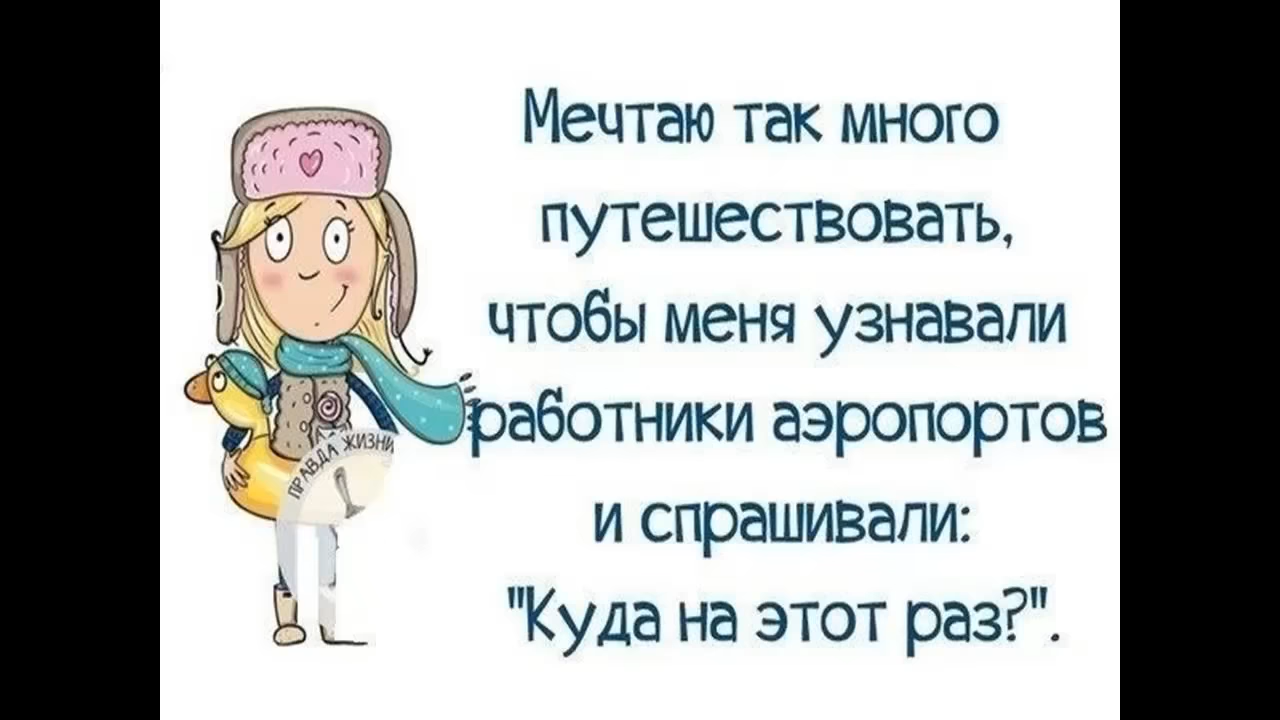 Мечтаю так много
путешествовать,
чтобы меня узнавали
работники аэропортов
и спрашивали:
"Куда на этот раз?".
ПРАВДА ЖИЗНИ